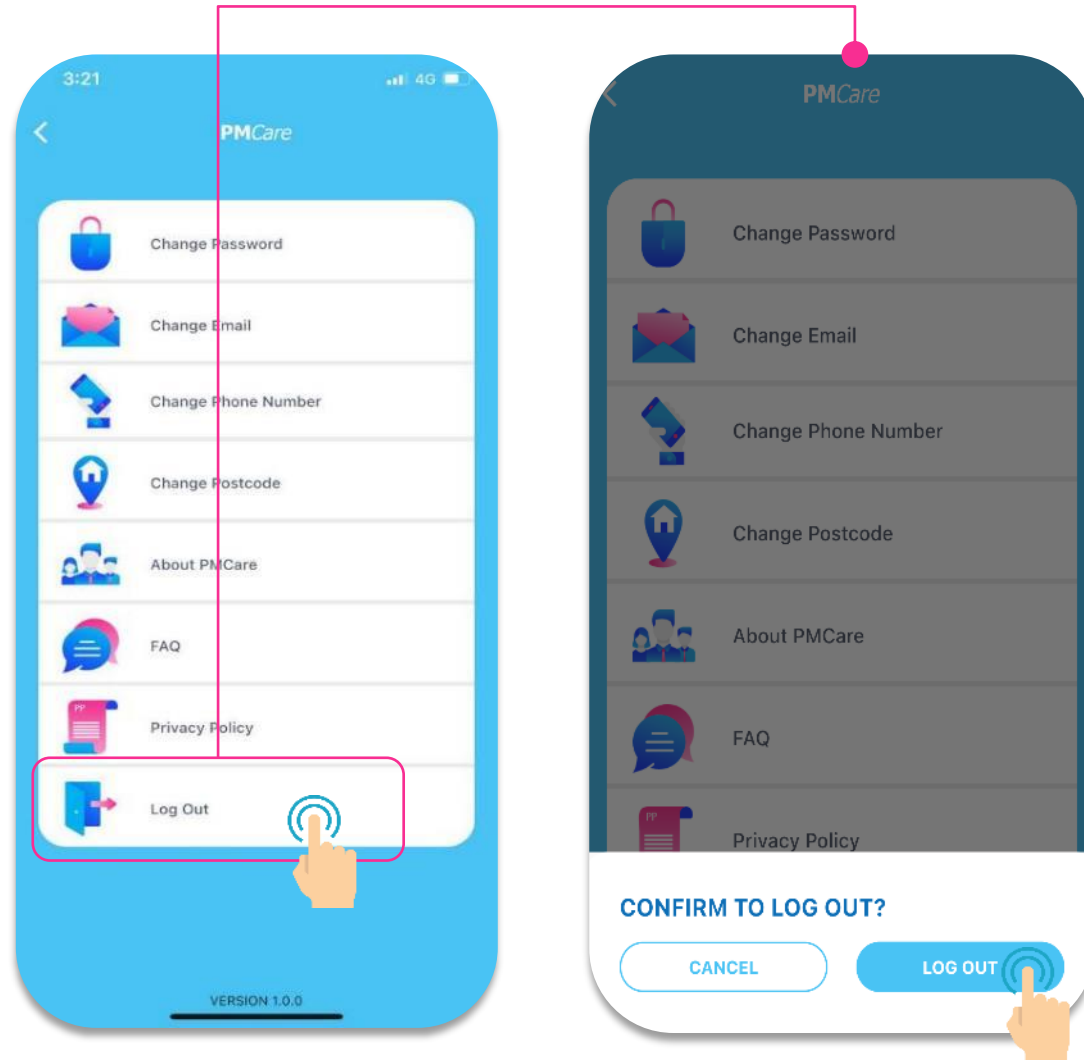 3:21
4G
PMCare
Change Password
Change Email
Change Phone Number
Change Postcode
About PMCare
FAQ
PP
Privacy Policy
Log Out
VERSION 1.0.0
PMCare
Change Password
Change Email
Change Phone Number
Change Postcode
About PMCare
FAQ
PP
Privacy Policy
CONFIRM TO LOG OUT?
CANCEL
LOG OUT